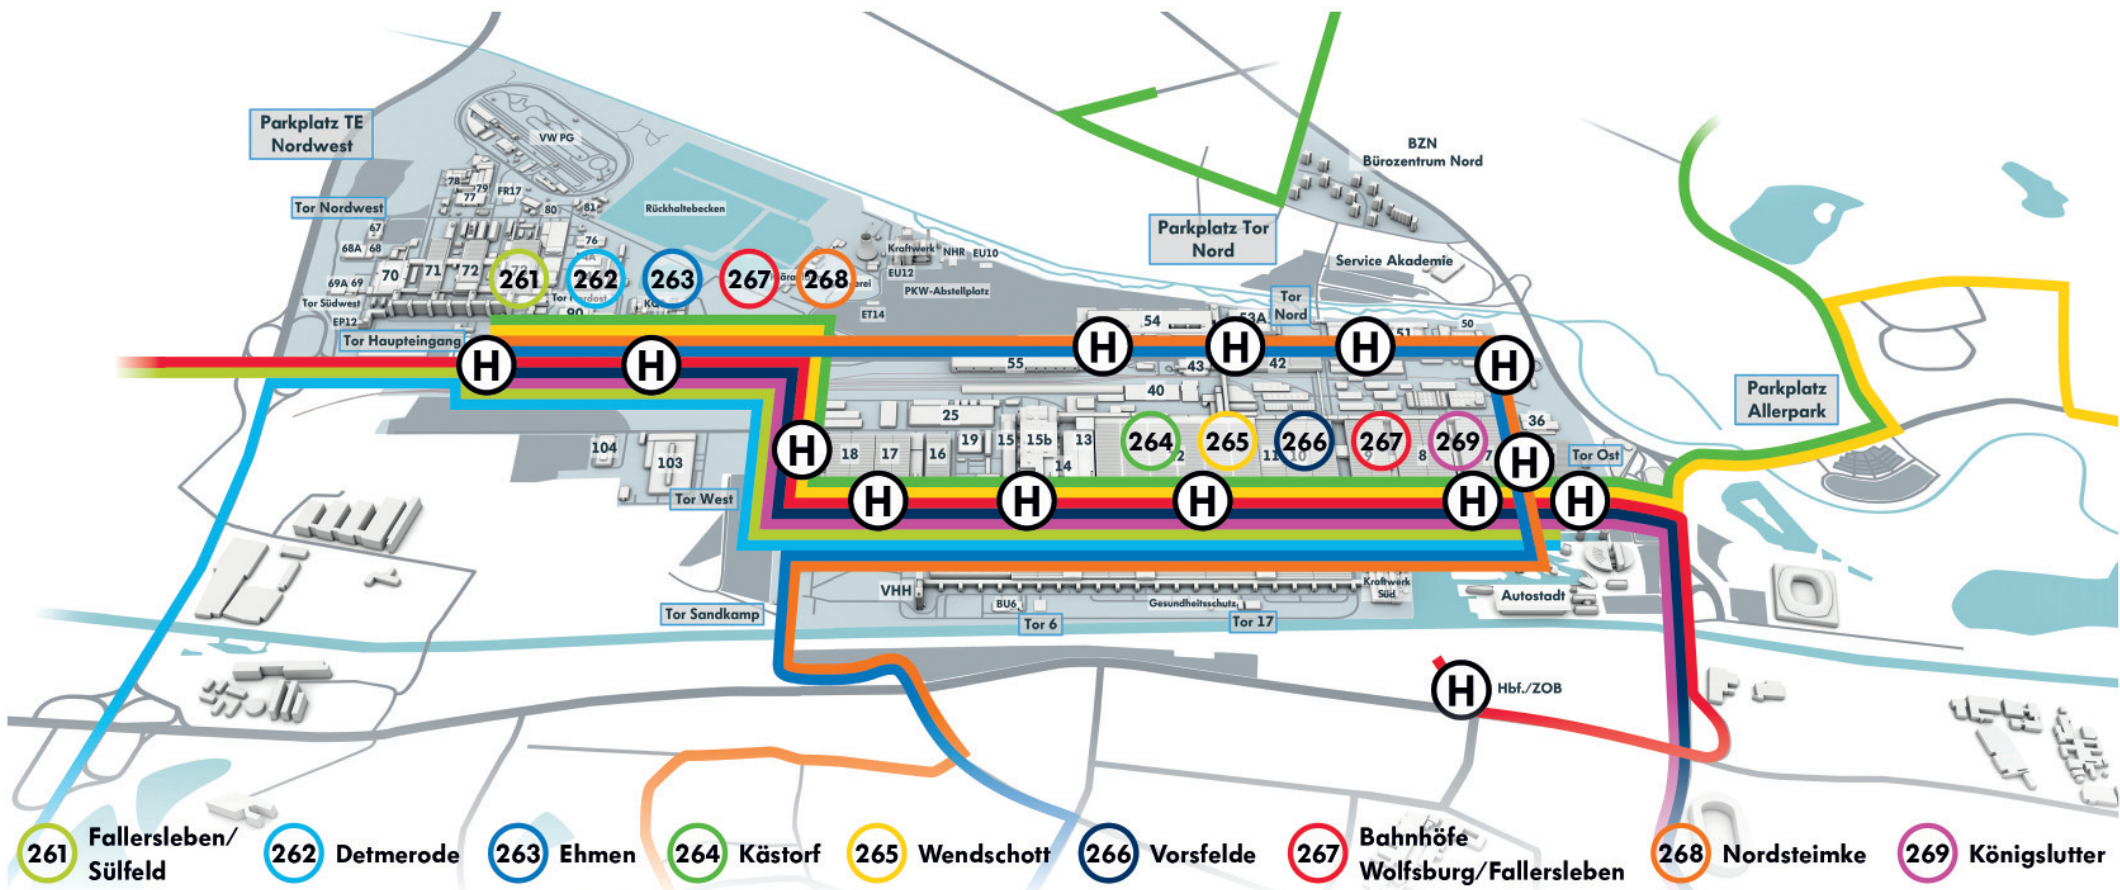 Parkplatz TE
Nordwest
VW PG
BZN
Bürozentrum Nord
78
79
77
FR17
80
81
Rückhaltebecken
Tor Nordwest
67
68A
68
76
70
71
72
69A
69
Tor Südwest
EP12
Tor Haupteingang
90
261
262
263
267
268
Kraftwerk
NHR
EU10
EU12
PKW-Abstellplatz
ET14
Parkplatz Tor
Nord
Service Akademie
Tor
Nord
54
53A
51
50
H
H
H
H
H
H
55
43
42
40
Parkplatz
Allerpark
25
36
104
103
18
17
16
19
15
15b
13
14
264
265
266
267
269
11
10
9
8
7
H
H
Tor Ost
Tor West
H
H
H
H
H
VHH
BU6
Gesundheitsschutz
Kraftwerk
Süd
Autostadt
Tor Sandkamp
Tor 6
Tor 17
H
Hbf./ZOB
261
Fallersleben/
Sülfeld
262
Detmerode
263
Ehmen
264
Kästorf
265
Wendschott
266
Vorsfelde
267
Bahnhöfe
Wolfsburg/Fallersleben
268
Nordsteimke
269
Königslutter